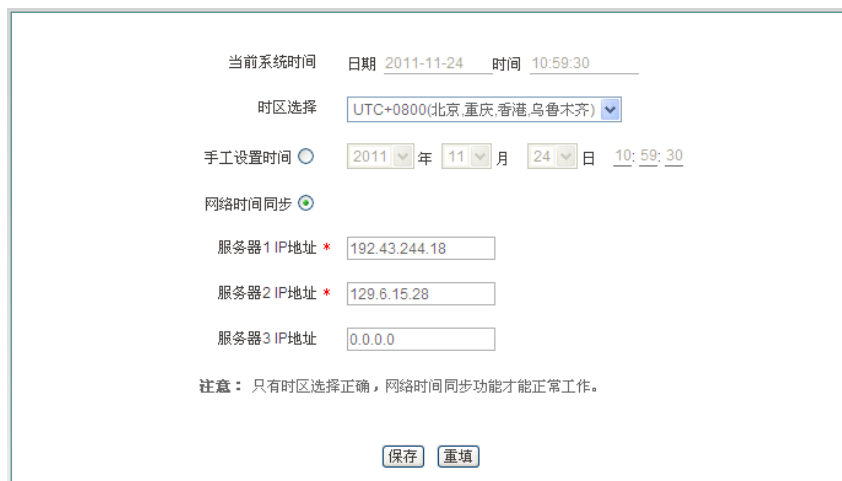 当前系统时间 日期 2011-11-24 时间 10:59:30
时区选择 UTC+0800(北京,重庆,香港,乌鲁木齐)
手工设置时间 2011 年 11 月 24 日 10: 59: 30
网络时间同步
服务器1 IP地址 * 192.43.244.18
服务器2 IP地址 * 129.6.15.28
服务器3 IP地址 0.0.0.0
注意： 只有时区选择正确，网络时间同步功能才能正常工作。
保存 重填